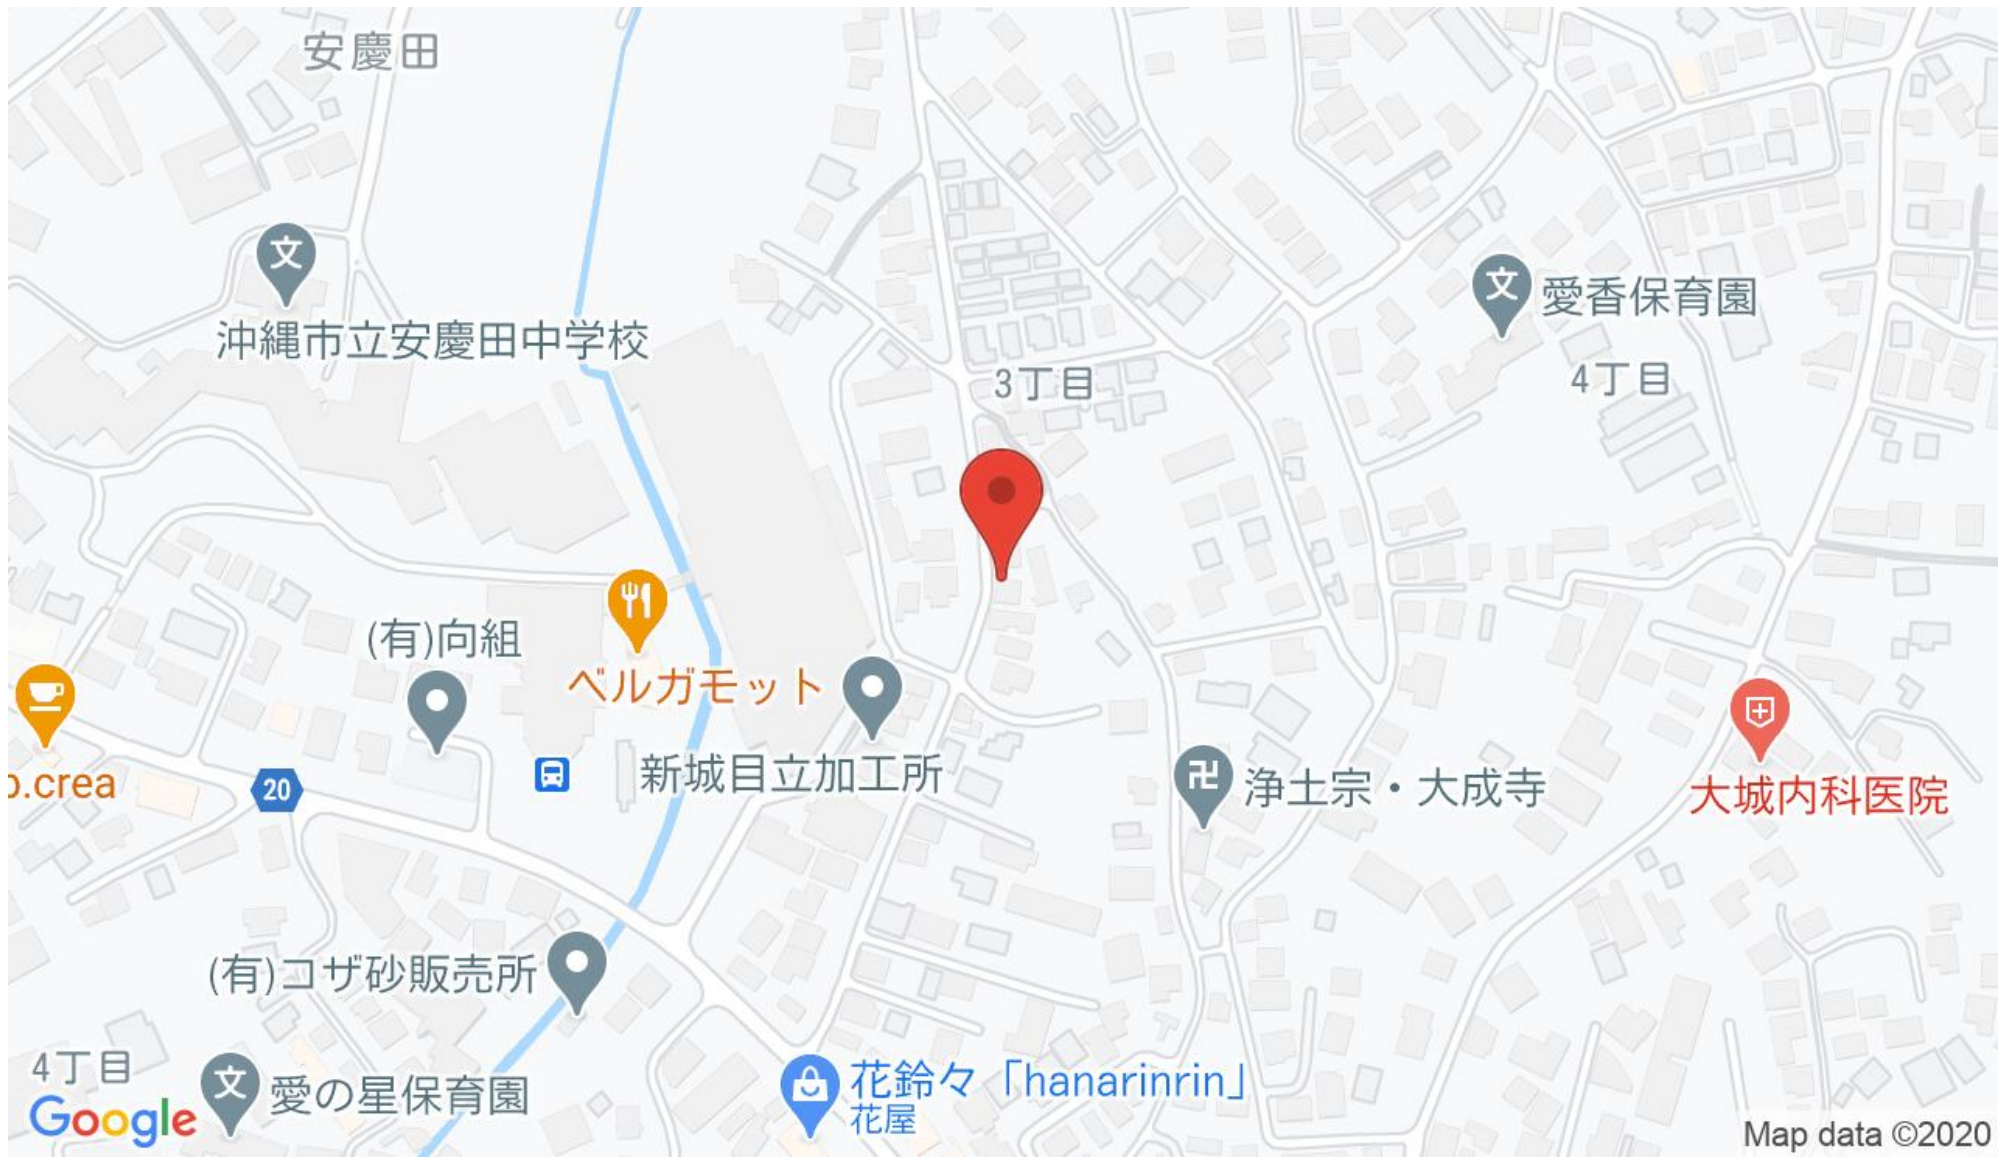 安慶田
文
沖縄市立安慶田中学校
文
愛香保育園
3丁目
4丁目
(有)向組
ベルガモット
新城目立加工所
p.crea
20
卍
浄土宗・大成寺
大城内科医院
(有)コザ砂販売所
4丁目
文
愛の星保育園
花鈴々「hanarinrin」
花屋
Google
Map data ©2020